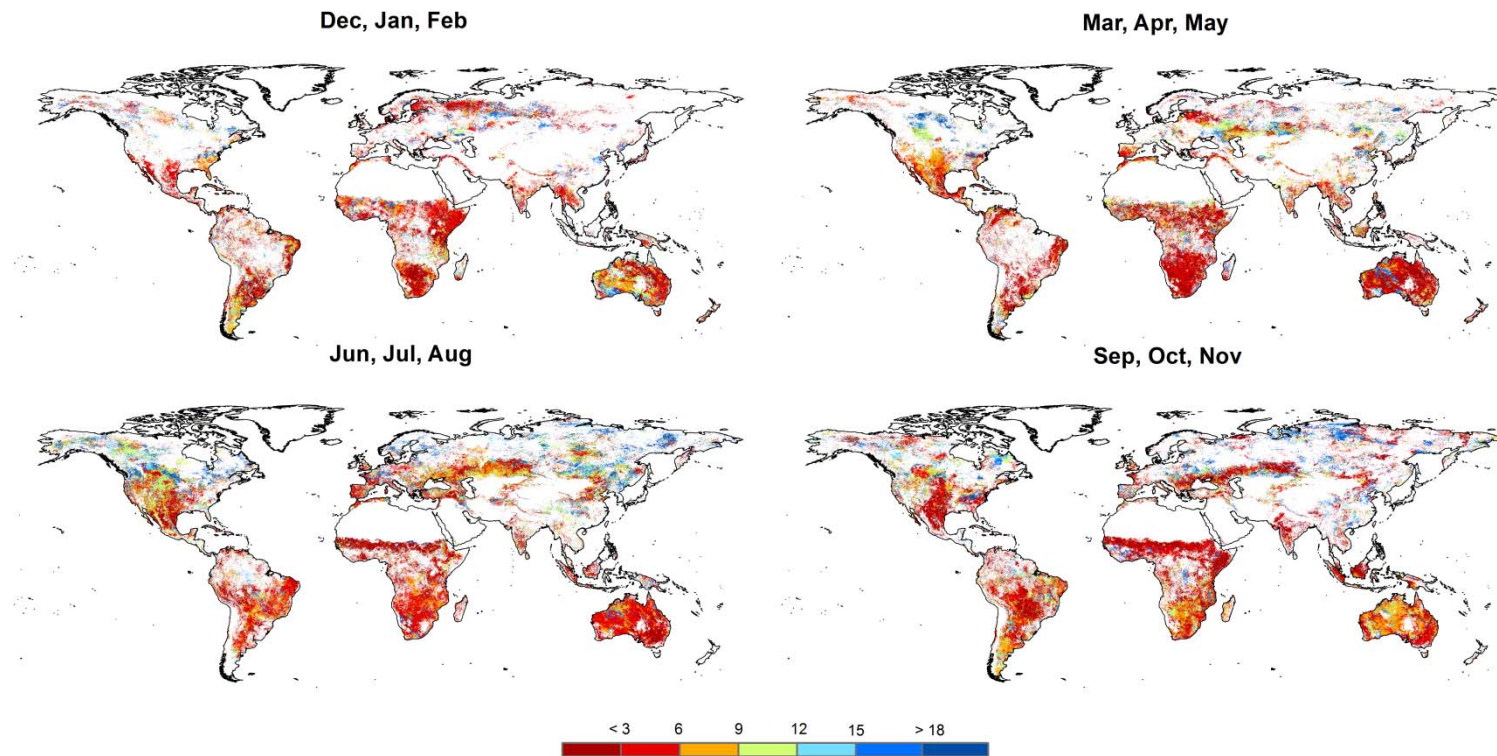 Dec, Jan, Feb
Mar, Apr, May
Jun, Jul, Aug
Sep, Oct, Nov
< 3 6 9 12 15 > 18